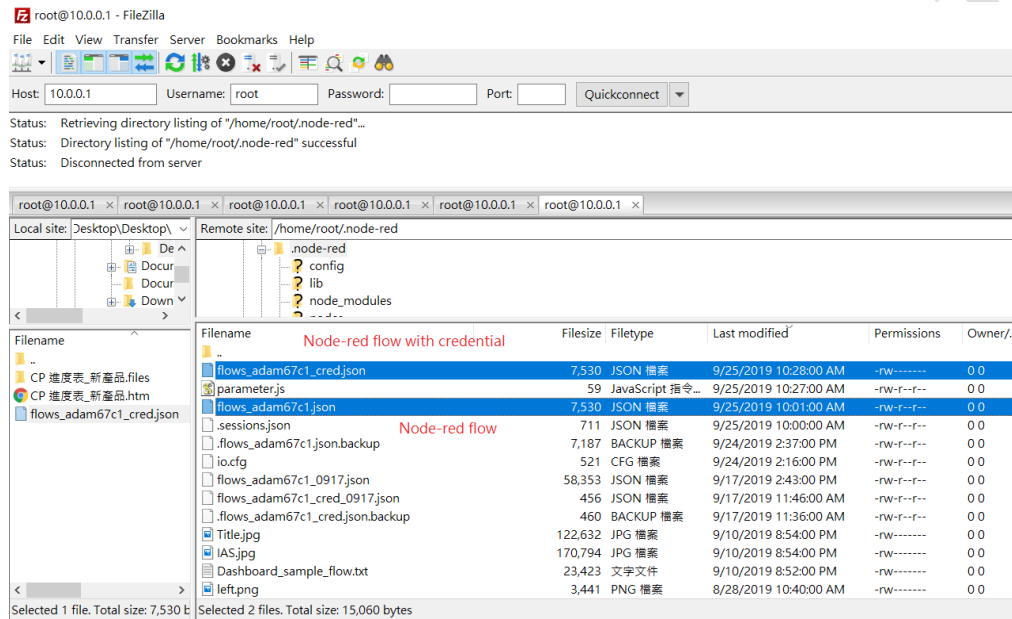 root@10.0.0.1 - FileZilla
File Edit View Transfer Server Bookmarks Help
Host: 10.0.0.1 Username: root Password: Port: Quickconnect
Status: Retrieving directory listing of "/home/root/.node-red"...
Status: Directory listing of "/home/root/.node-red" successful
Status: Disconnected from server
root@10.0.0.1 × root@10.0.0.1 × root@10.0.0.1 × root@10.0.0.1 × root@10.0.0.1 × root@10.0.0.1 ×
Local site: Desktop\Desktop\
De
Docur
Docur
Down
Filename
..
CP 進度表_新產品.files
CP 進度表_新產品.htm
flows_adam67c1_cred.json
Selected 1 file. Total size: 7,530 b
Remote site: /home/root/.node-red
.node-red
config
lib
node_modules
nodes
Filename Filesize Filetype Last modified Permissions Owner/.
Node-red flow with credential
..
flows_adam67c1_cred.json 7,530 JSON 檔案 9/25/2019 10:28:00 AM -rw------- 0 0
parameter.js 59 JavaScript 指令... 9/25/2019 10:27:00 AM -rw-r--r-- 0 0
flows_adam67c1.json 7,530 JSON 檔案 9/25/2019 10:01:00 AM -rw-r--r-- 0 0
.sessions.json 711 JSON 檔案 9/25/2019 10:00:00 AM -rw-r--r-- 0 0
Node-red flow
.flows_adam67c1.json.backup 7,187 BACKUP 檔案 9/24/2019 2:37:00 PM -rw-r--r-- 0 0
io.cfg 521 CFG 檔案 9/24/2019 2:16:00 PM -rw-r--r-- 0 0
flows_adam67c1_0917.json 58,353 JSON 檔案 9/17/2019 2:43:00 PM -rw-r--r-- 0 0
flows_adam67c1_cred_0917.json 456 JSON 檔案 9/17/2019 11:46:00 AM -rw-r--r-- 0 0
.flows_adam67c1_cred.json.backup 460 BACKUP 檔案 9/17/2019 11:36:00 AM -rw-r--r-- 0 0
Title.jpg 122,632 JPG 檔案 9/10/2019 8:54:00 PM -rw------- 0 0
IAS.jpg 170,794 JPG 檔案 9/10/2019 8:54:00 PM -rw------- 0 0
Dashboard_sample_flow.txt 23,423 文字文件 9/10/2019 8:52:00 PM -rw------- 0 0
left.png 3,441 PNG 檔案 8/28/2019 10:40:00 AM -rw------- 0 0
Selected 2 files. Total size: 15,060 bytes